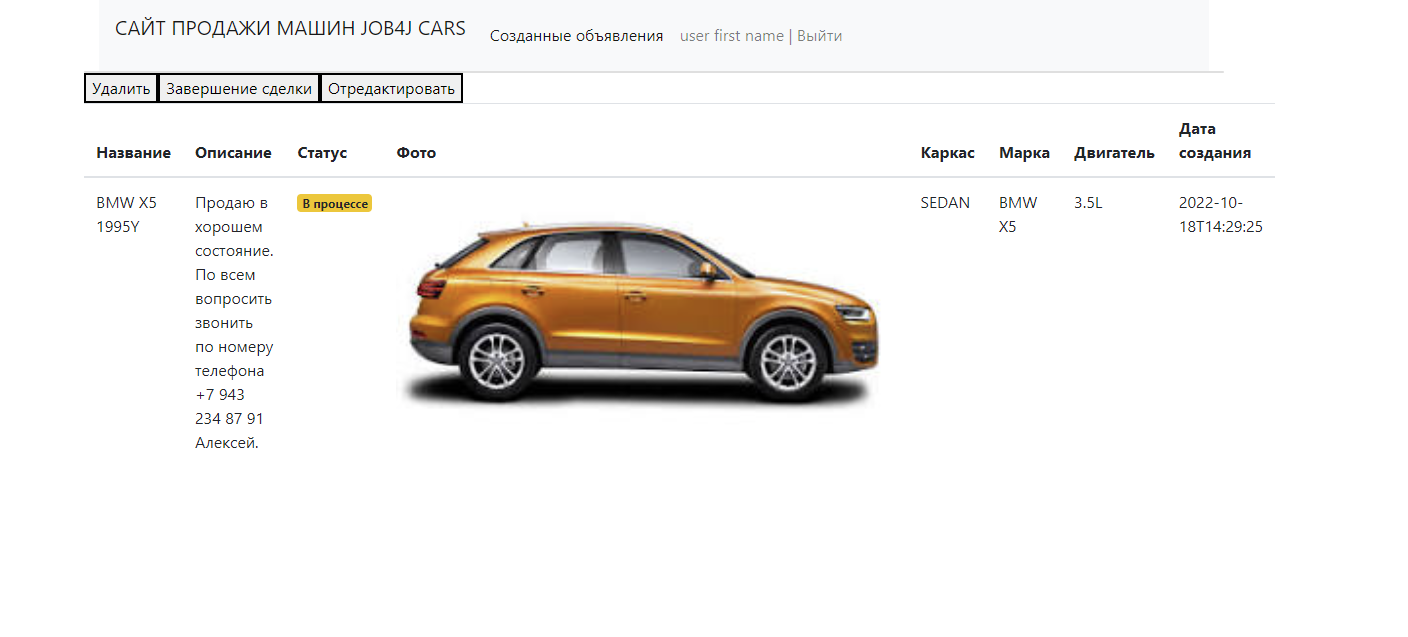 САЙТ ПРОДАЖИ МАШИН JOB4J CARS
Созданные объявления
user first name | Выйти
Удалить
Завершение сделки
Отредактировать
Название
Описание
Статус
Фото
Каркас
Марка
Двигатель
Дата
создания
BMW X5
1995Y
Продаю в
хорошем
состояние.
По всем
вопросить
звонить
по номеру
телефона
+7 943
234 87 91
Алексей.
В процессе
SEDAN
BMW
X5
3.5L
2022-10-
18T14:29:25